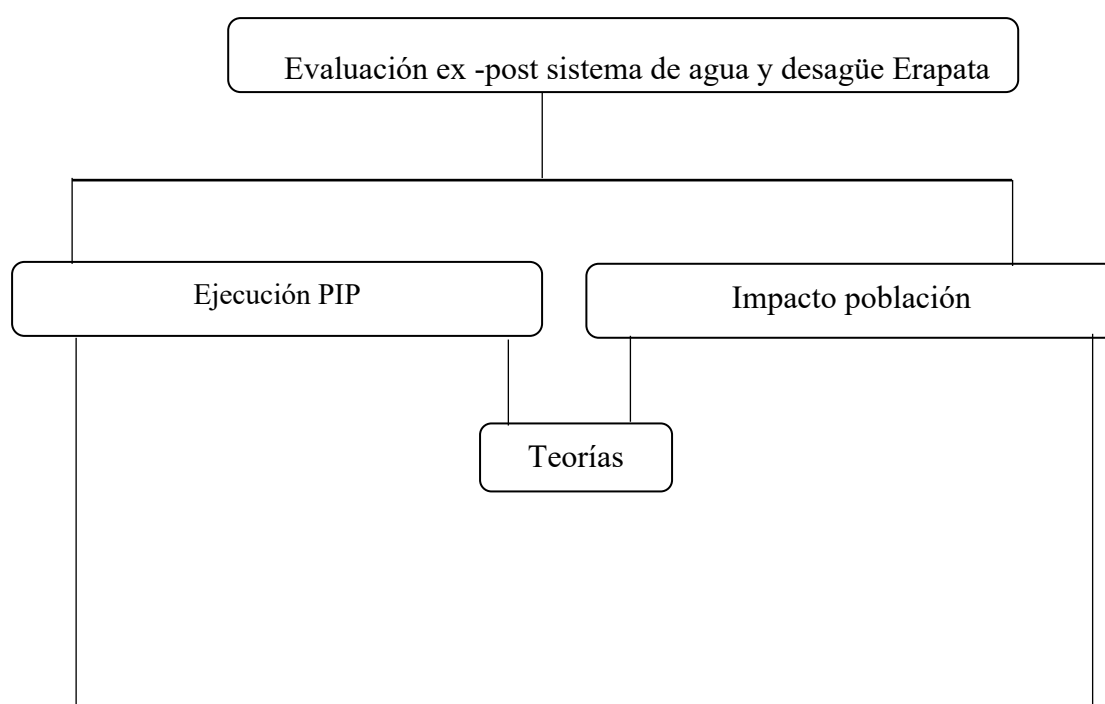 Evaluación ex -post sistema de agua y desagüe Erapata
Ejecución PIP
Impacto población
Teorías